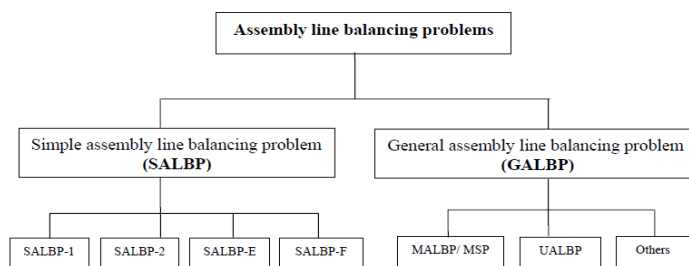 Assembly line balancing problems
Simple assembly line balancing problem
(SALBP)
General assembly line balancing problem
(GALBP)
SALBP-1
SALBP-2
SALBP-E
SALBP-F
MALBP/ MSP
UALBP
Others